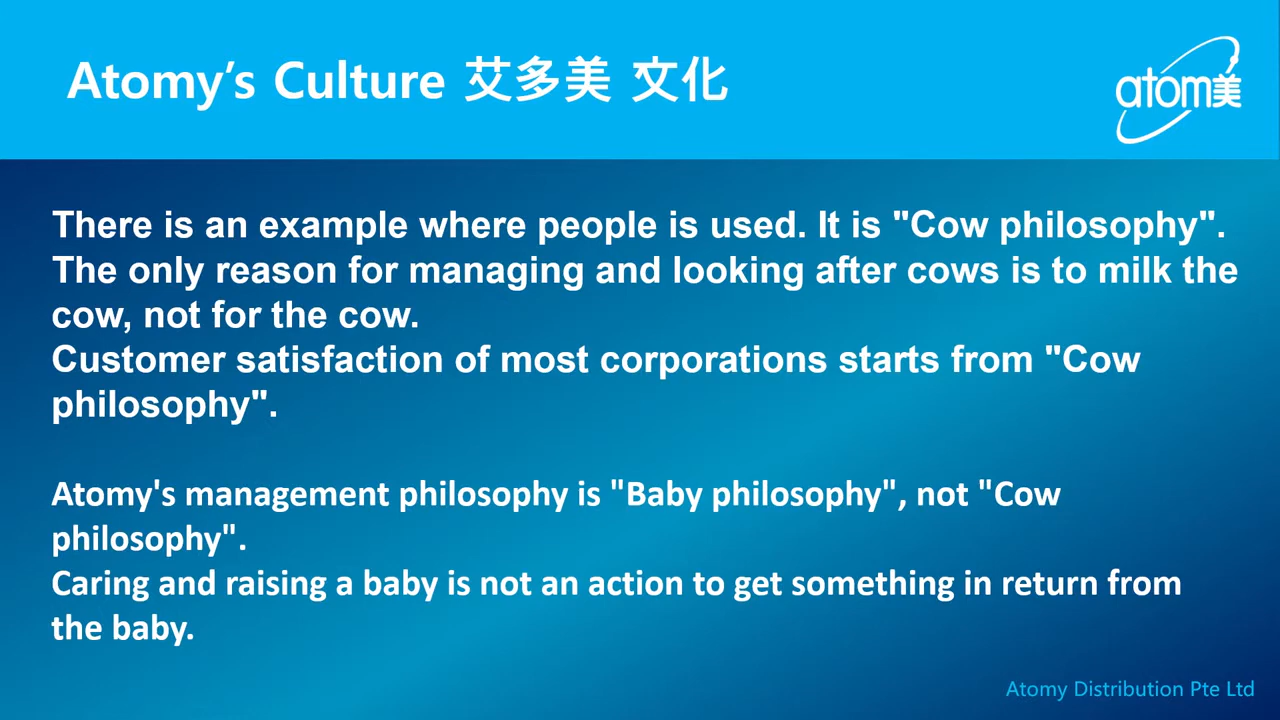 Atomy’s Culture 艾多美 文化
atom美
There is an example where people is used. It is "Cow philosophy".
The only reason for managing and looking after cows is to milk the
cow, not for the cow.
Customer satisfaction of most corporations starts from "Cow
philosophy".
Atomy's management philosophy is "Baby philosophy", not "Cow
philosophy".
Caring and raising a baby is not an action to get something in return from
the baby.
Atomy Distribution Pte Ltd